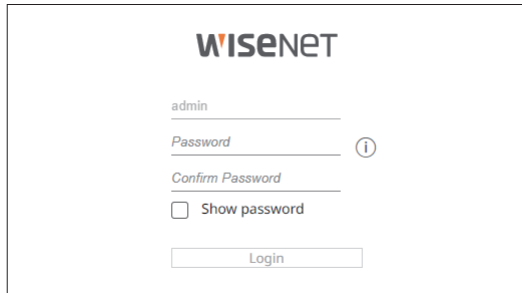 WISENET
admin
Password
i
Confirm Password
Show password
Login